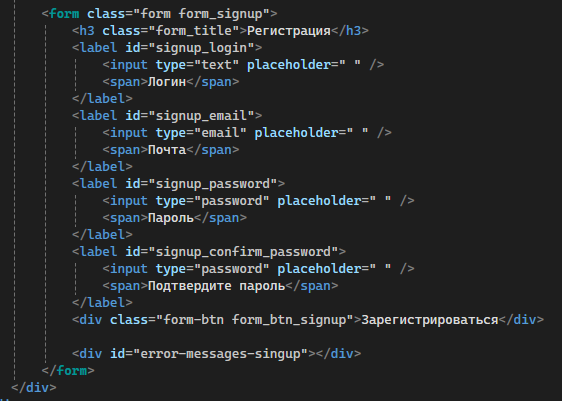 <form class="form form_signup">
<h3 class="form_title">Регистрация</h3>
<label id="signup_login">
<input type="text" placeholder=" " />
<span>Логин</span>
</label>
<label id="signup_email">
<input type="email" placeholder=" " />
<span>Почта</span>
</label>
<label id="signup_password">
<input type="password" placeholder=" " />
<span>Пароль</span>
</label>
<label id="signup_confirm_password">
<input type="password" placeholder=" " />
<span>Подтвердите пароль</span>
</label>
<div class="form-btn form_btn_signup">Зарегистрироваться</div>
<div id="error-messages-singup"></div>
</form>
</div>